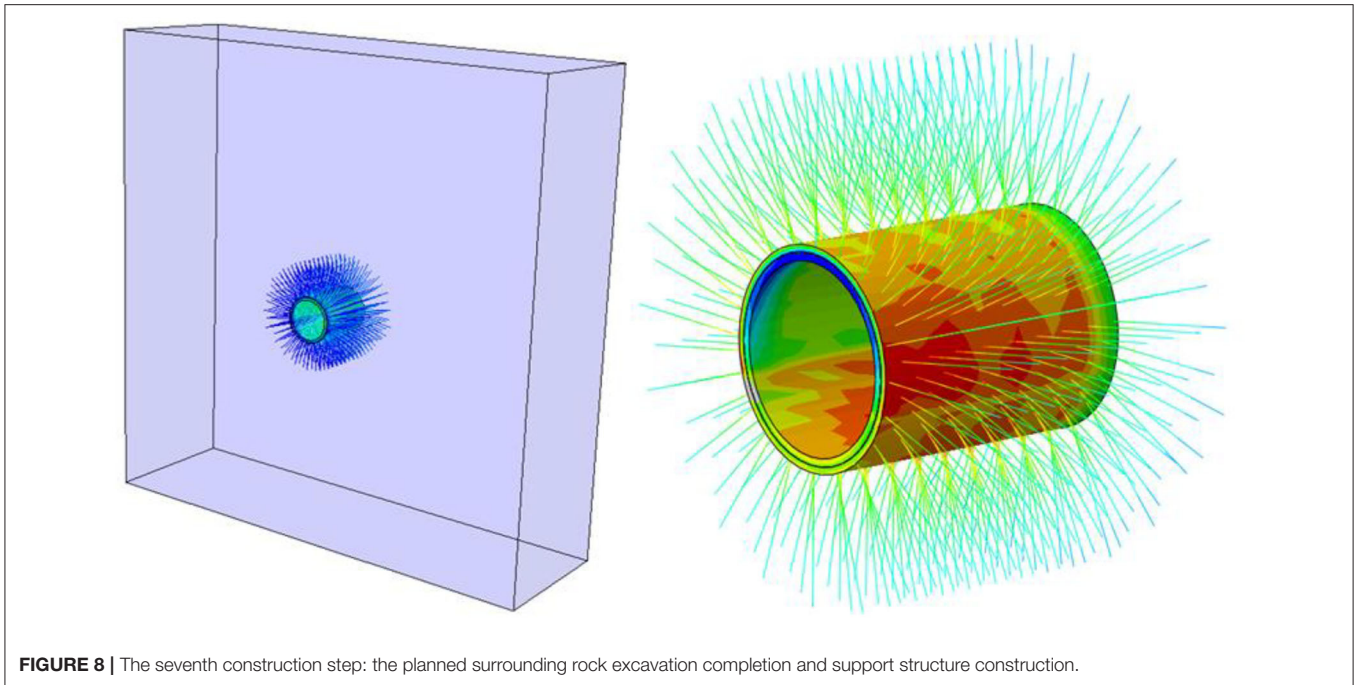 FIGURE 8 | The seventh construction step: the planned surrounding rock excavation completion and support structure construction.